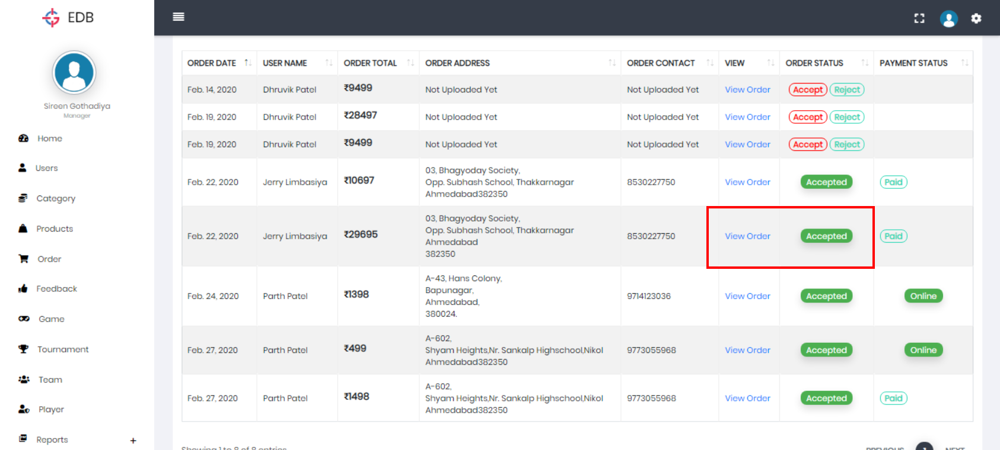 EDB
Sireen Gothadiya
Manager
Home
Users
Category
Products
Order
Feedback
Game
Tournament
Team
Player
Reports +
ORDER DATE USER NAME ORDER TOTAL ORDER ADDRESS ORDER CONTACT VIEW ORDER STATUS PAYMENT STATUS
Feb. 14, 2020 Dhruvik Patel ₹9499 Not Uploaded Yet Not Uploaded Yet View Order Accept Reject
Feb. 19, 2020 Dhruvik Patel ₹28497 Not Uploaded Yet Not Uploaded Yet View Order Accept Reject
Feb. 19, 2020 Dhruvik Patel ₹9499 Not Uploaded Yet Not Uploaded Yet View Order Accept Reject
03, Bhagyoday Society,
Feb. 22, 2020 Jerry Limbasiya ₹10697 Opp. Subhash School, Thakkarnagar 8530227750 View Order Accepted Paid
Ahmedabad382350
03, Bhagyoday Society,
Opp. Subhash School, Thakkarnagar
Feb. 22, 2020 Jerry Limbasiya ₹29695 8530227750 View Order Accepted Paid
Ahmedabad
382350
A-43, Hans Colony,
Bapunagar,
Feb. 24, 2020 Parth Patel ₹1398 9714123036 View Order Accepted Online
Ahmedabad,
380024.
A-602,
Feb. 27, 2020 Parth Patel ₹499 Shyam Heights,Nr. Sankalp Highschool,Nikol 9773055968 View Order Accepted Online
Ahmedabad382350
A-602,
Feb. 27, 2020 Parth Patel ₹1498 Shyam Heights,Nr. Sankalp Highschool,Nikol 9773055968 View Order Accepted Paid
Ahmedabad382350
Showing 1 to 8 of 8 entries PREVIOUS 1 NEXT